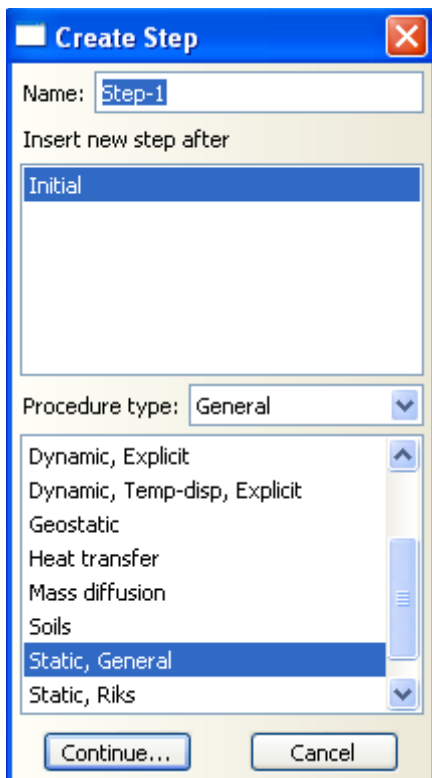 Create Step
Name: Step-1
Insert new step after
Initial
Procedure type: General
Dynamic, Explicit
Dynamic, Temp-disp, Explicit
Geostatic
Heat transfer
Mass diffusion
Soils
Static, General
Static, Riks
Continue... Cancel